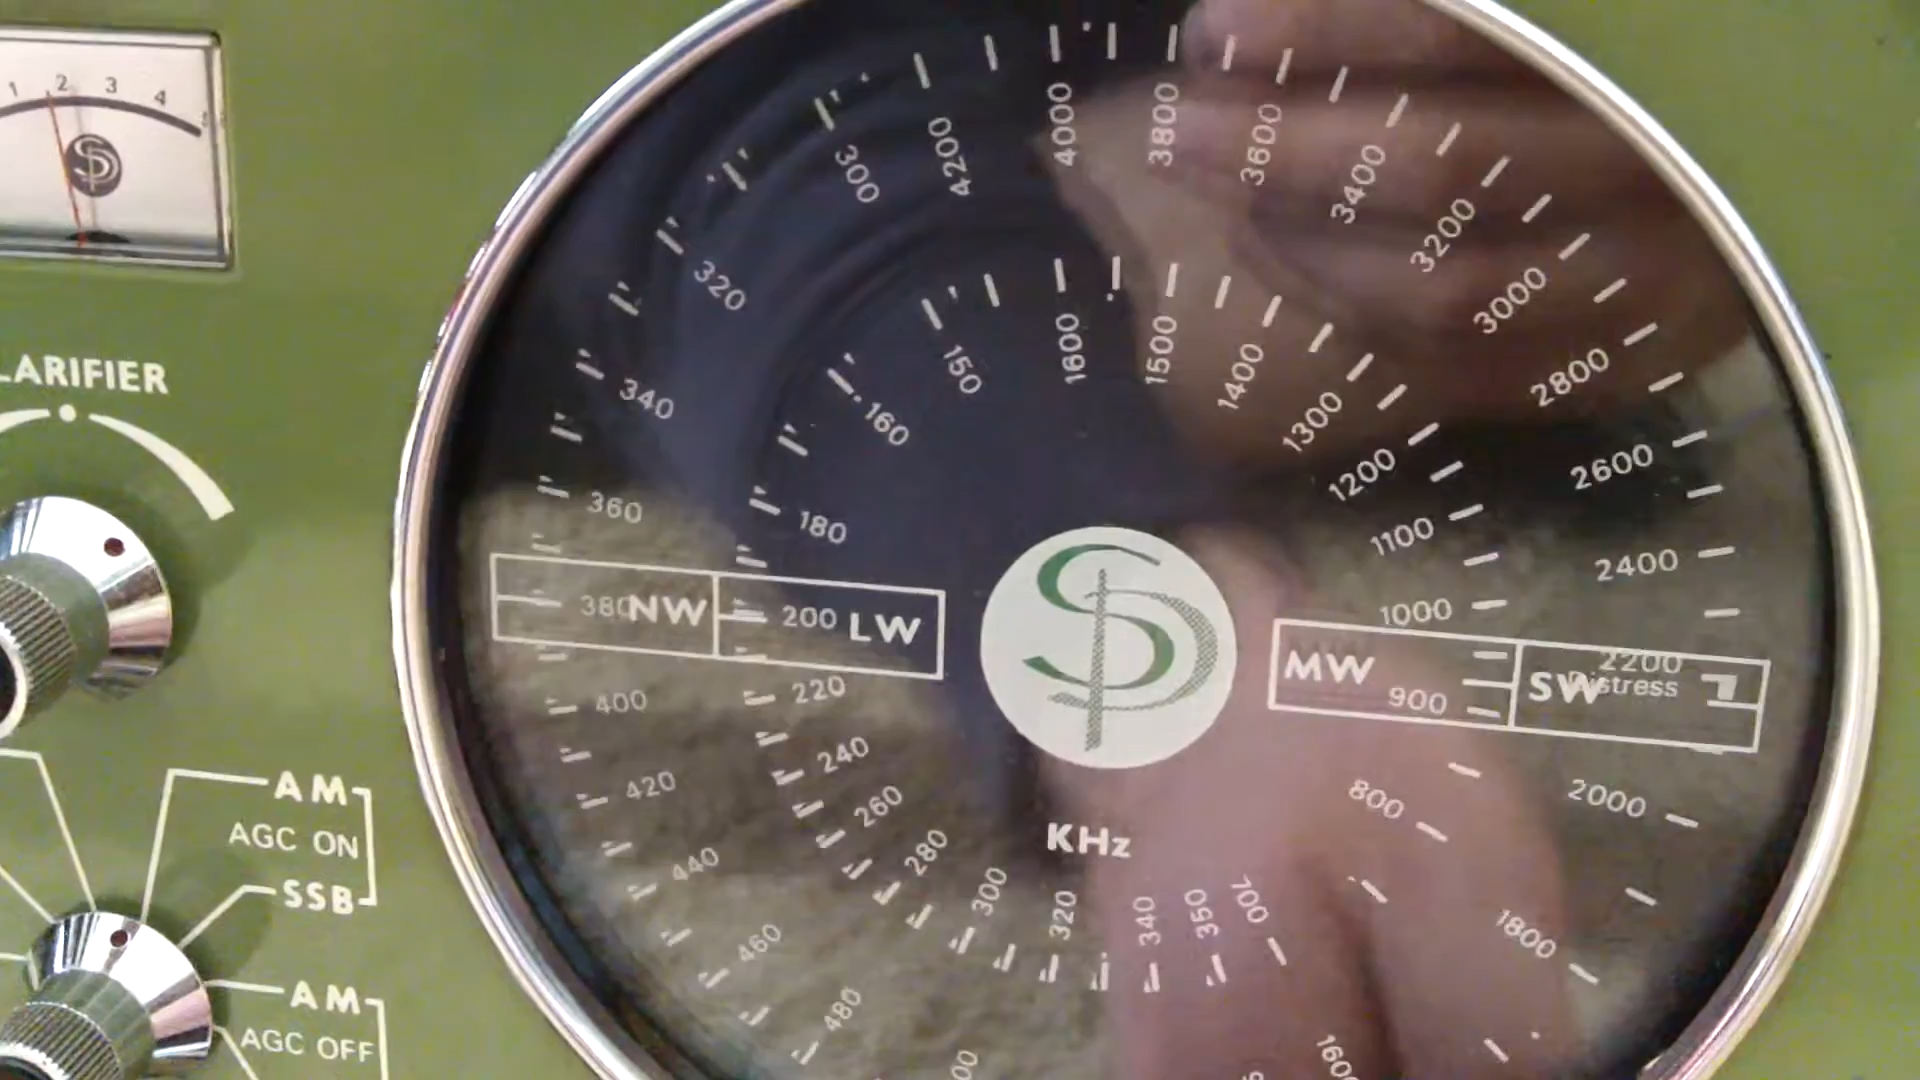 1 2 3 4 5
LARIFIER
AM
AGC ON
SSB
AM
AGC OFF
4200 4000 3800 3600 3400 3200 3000 2800 2600 2400 2200 2000 1800
Distress
300 320 340 360 380 400 420 440 460 480
150 160 180 200 220 240 260 280 300 320 340 350
1600 1500 1400 1300 1200 1100 1000 900 800 700
NW LW
MW SW
KHz
SP